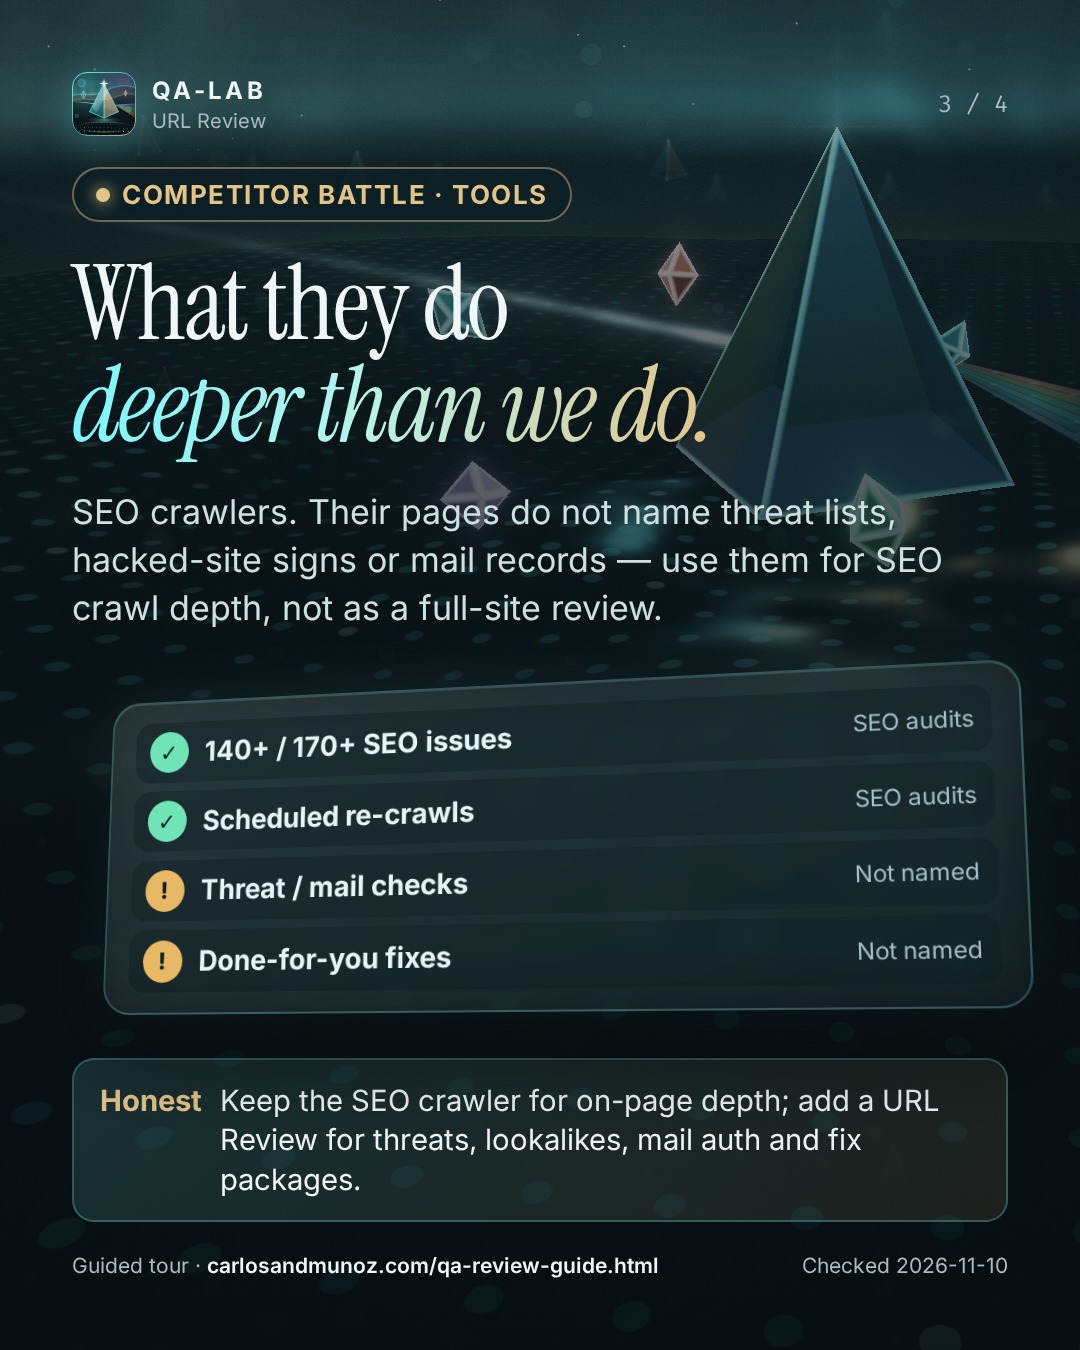 QA-LAB
URL Review
3 / 4
COMPETITOR BATTLE · TOOLS
What they do
deeper than we do.
SEO crawlers. Their pages do not name threat lists,
hacked-site signs or mail records — use them for SEO
crawl depth, not as a full-site review.
✓ 140+ / 170+ SEO issues SEO audits
✓ Scheduled re-crawls SEO audits
! Threat / mail checks Not named
! Done-for-you fixes Not named
Honest Keep the SEO crawler for on-page depth; add a URL
Review for threats, lookalikes, mail auth and fix
packages.
Guided tour · carlosandmunoz.com/qa-review-guide.html Checked 2026-11-10